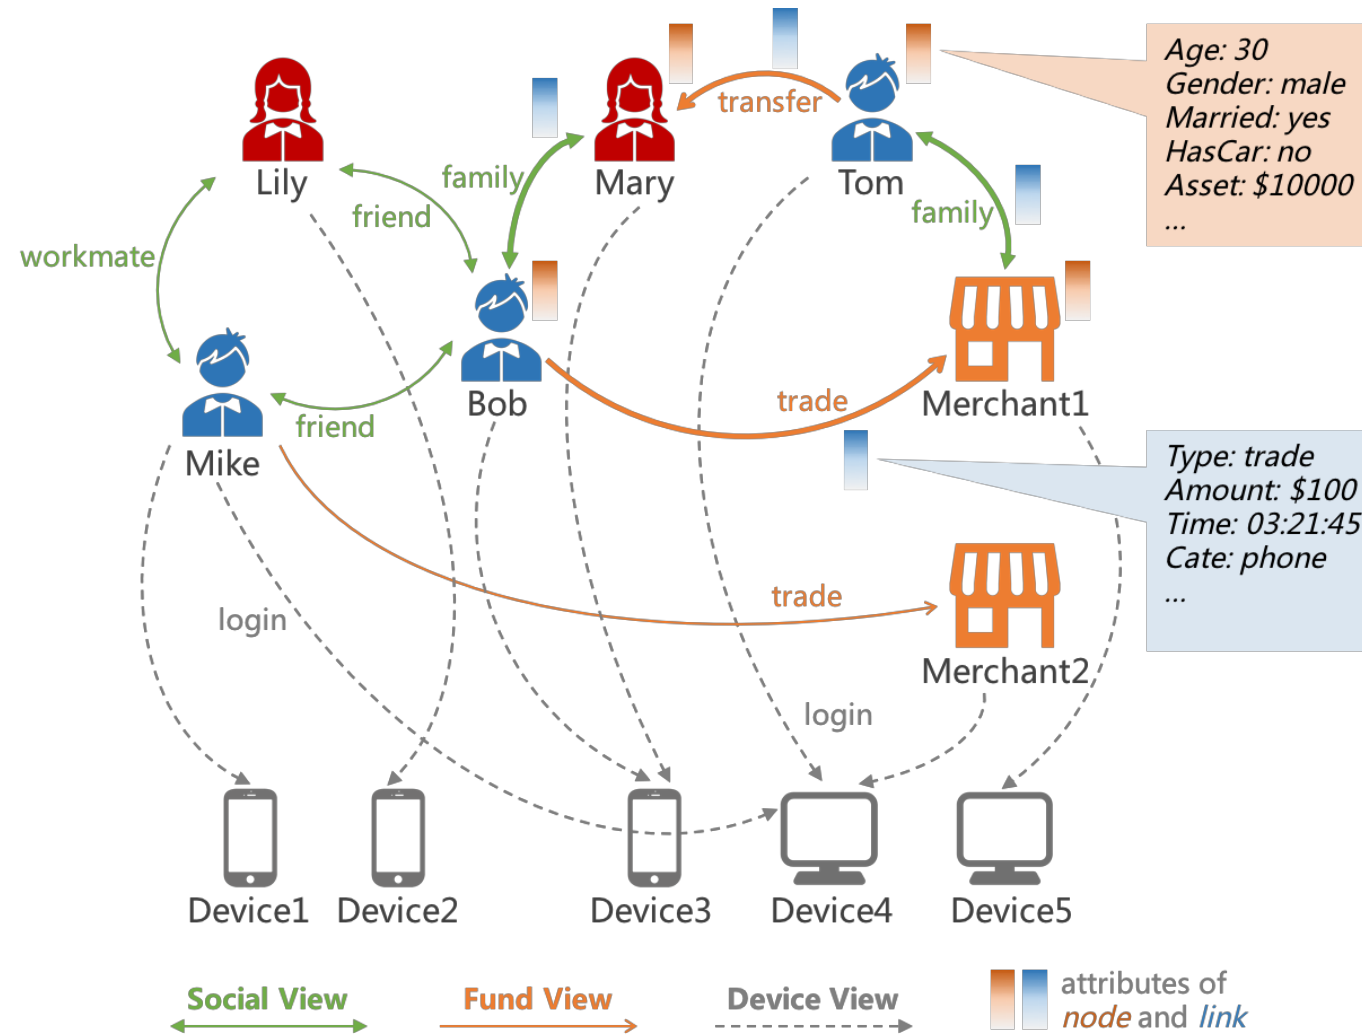 Age: 30
Gender: male
Married: yes
HasCar: no
Asset: $10000
...
transfer
Lily
Mary
Tom
family
friend
family
workmate
Bob
trade
Merchant1
friend
Mike
Type: trade
Amount: $100
Time: 03:21:45
Cate: phone
...
trade
login
Merchant2
login
Device1
Device2
Device3
Device4
Device5
Social View
Fund View
Device View
attributes of
node and link